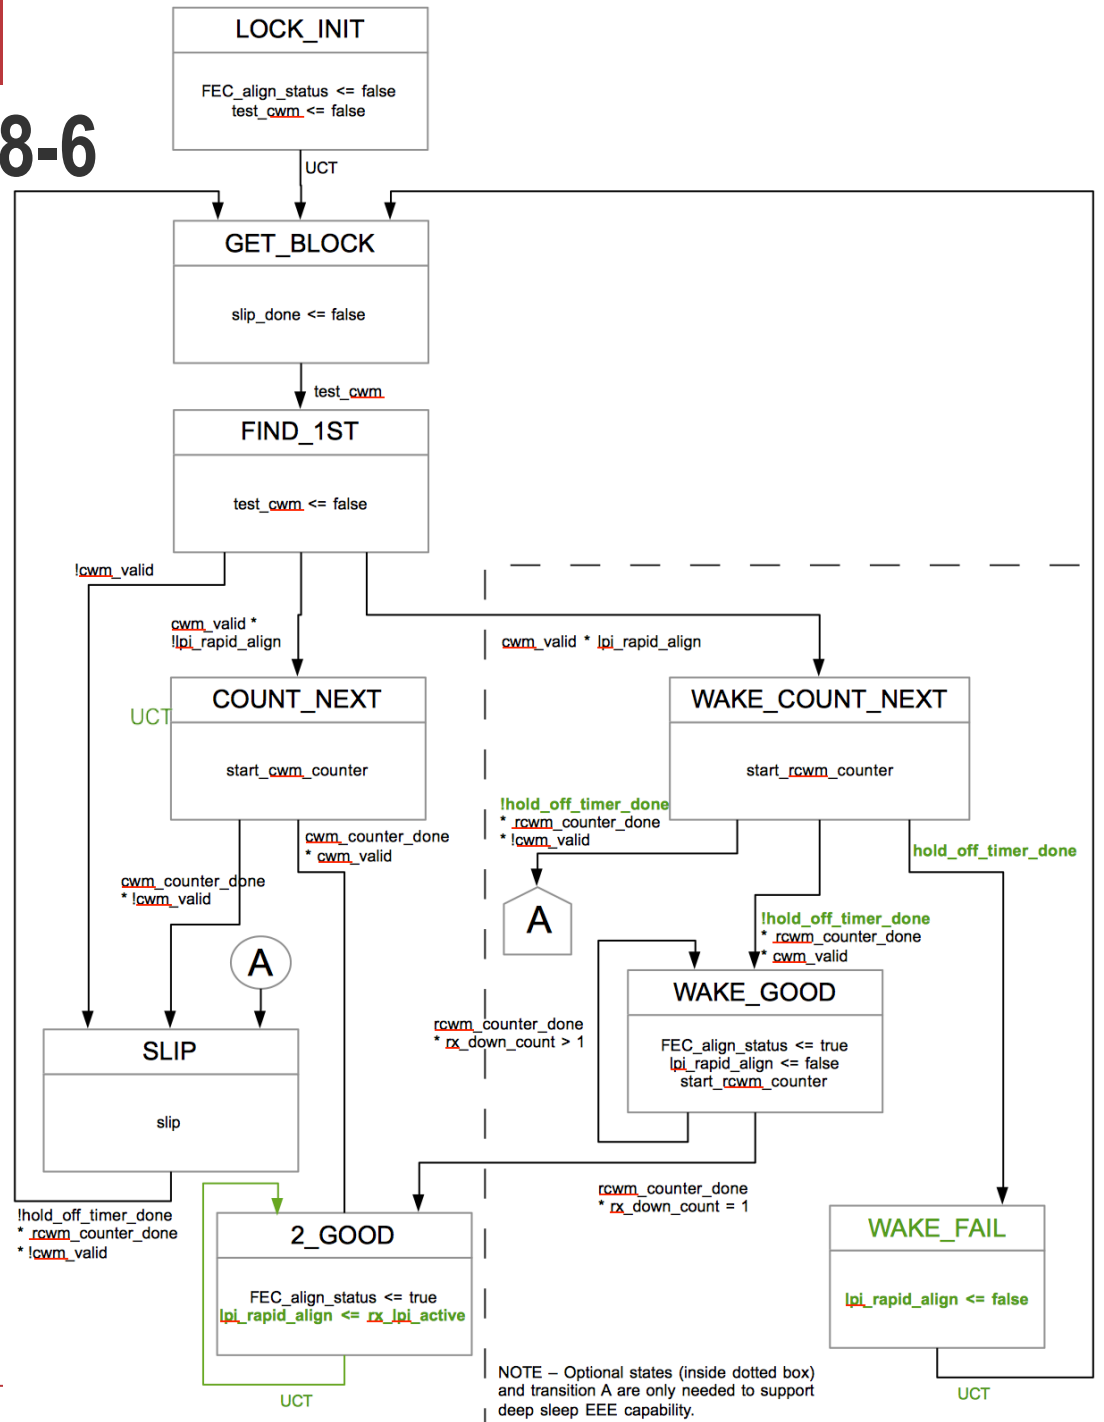 LOCK_INIT
FEC_align_status <= false
test_cwm <= false
8-6
UCT
GET_BLOCK
slip_done <= false
test_cwm
FIND_1ST
test_cwm <= false
!cwm_valid
cwm_valid *
!lpi_rapid_align
cwm_valid * lpi_rapid_align
COUNT_NEXT
UCT
start_cwm_counter
WAKE_COUNT_NEXT
start_rcwm_counter
!hold_off_timer_done
* rcwm_counter_done
* !cwm_valid
cwm_counter_done
* cwm_valid
hold_off_timer_done
cwm_counter_done
* !cwm_valid
A
!hold_off_timer_done
* rcwm_counter_done
* cwm_valid
A
WAKE_GOOD
FEC_align_status <= true
lpi_rapid_align <= false
start_rcwm_counter
rcwm_counter_done
* rx_down_count > 1
SLIP
slip
rcwm_counter_done
* rx_down_count = 1
!hold_off_timer_done
* rcwm_counter_done
* !cwm_valid
2_GOOD
FEC_align_status <= true
lpi_rapid_align <= rx_lpi_active
UCT
WAKE_FAIL
lpi_rapid_align <= false
UCT
NOTE – Optional states (inside dotted box)
and transition A are only needed to support
deep sleep EEE capability.